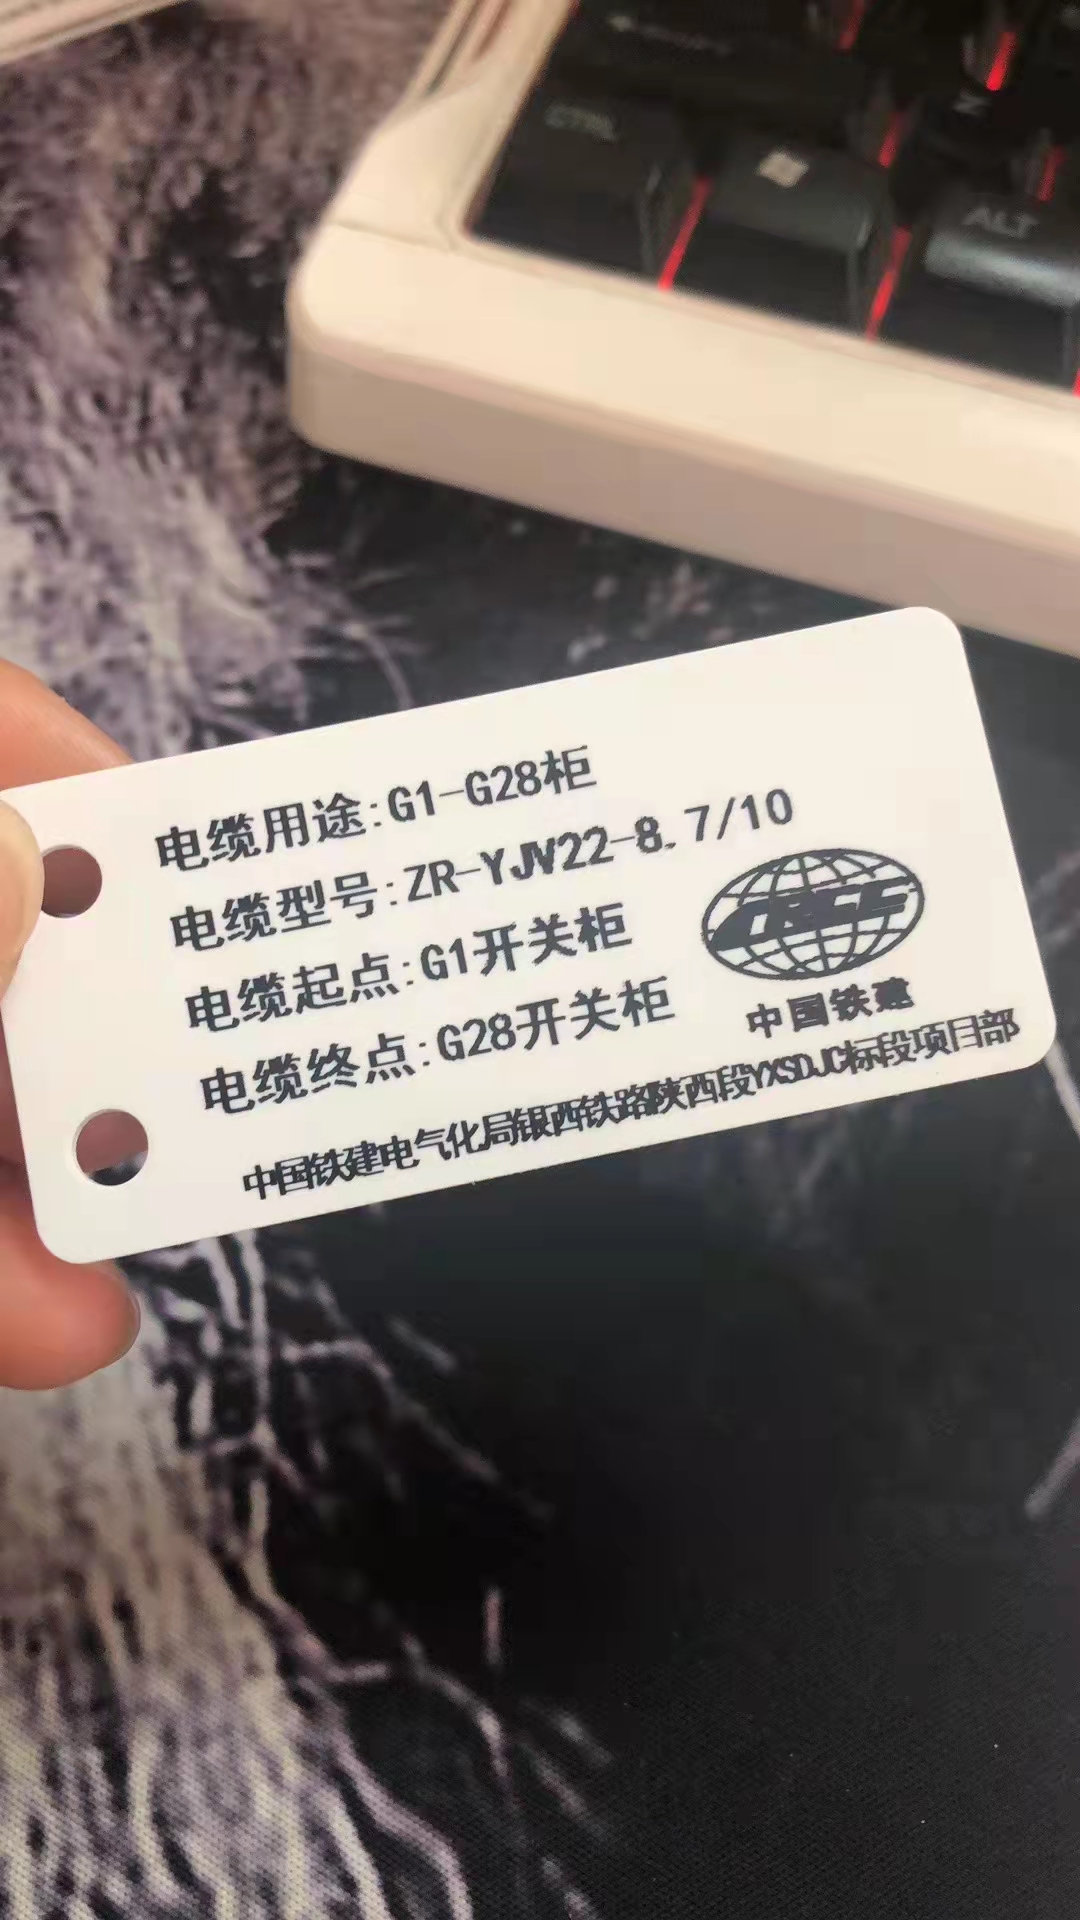 CTRL
N
ALT
电缆用途:G1-G28柜
电缆型号:ZR-YJV22-8.7/10
电缆起点:G1开关柜
电缆终点:G28开关柜
CRCC
中国铁建
中国铁建电气化局银西铁路陕西段YXSDJC标段项目部